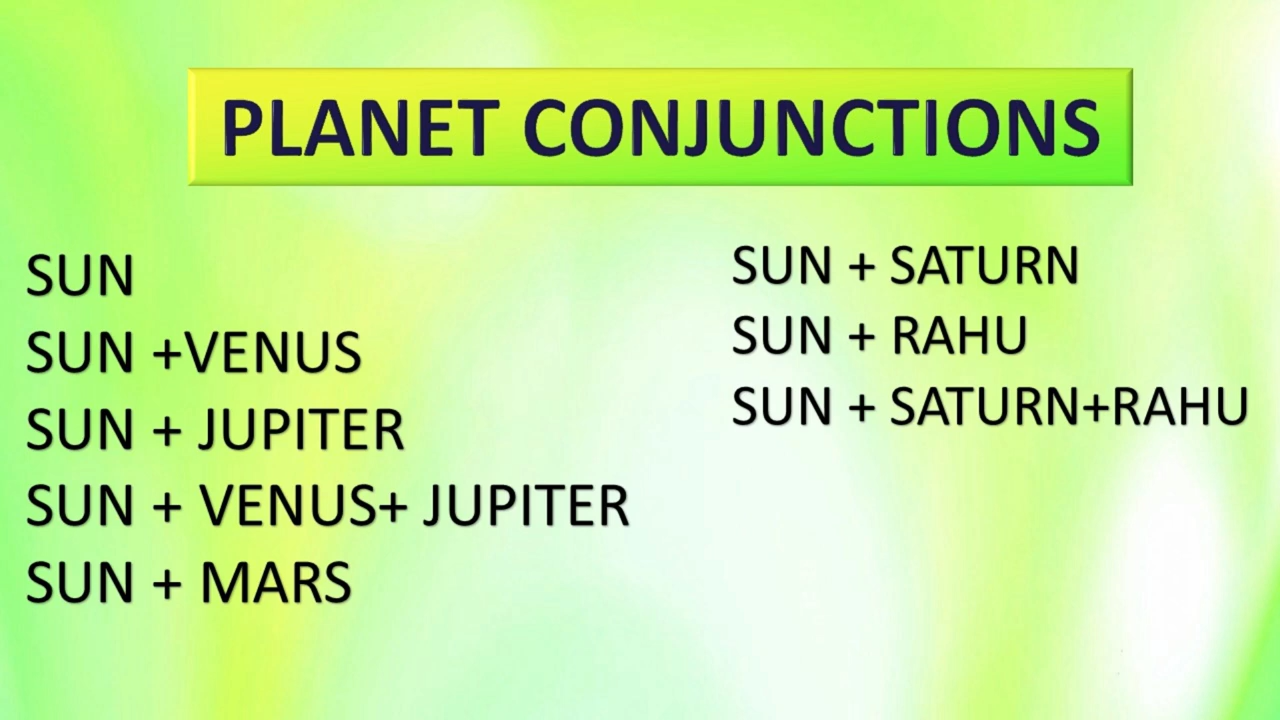 PLANET CONJUNCTIONS
SUN
SUN +VENUS
SUN + JUPITER
SUN + VENUS+ JUPITER
SUN + MARS
SUN + SATURN
SUN + RAHU
SUN + SATURN+RAHU